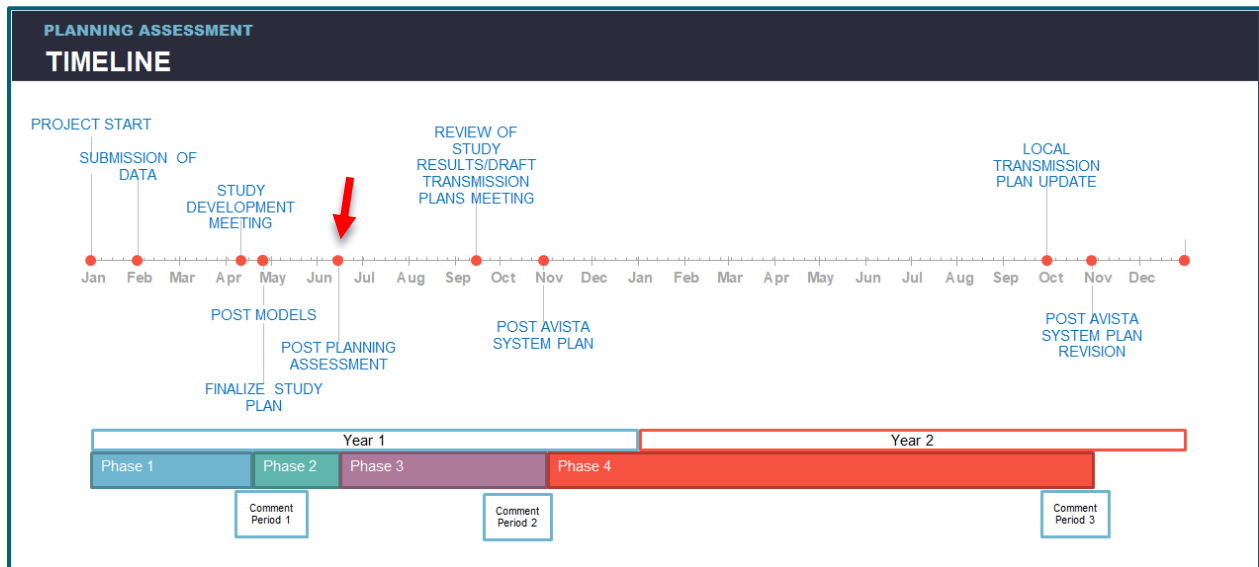 PLANNING ASSESSMENT
TIMELINE
PROJECT START
SUBMISSION OF
DATA
STUDY
DEVELOPMENT
MEETING
REVIEW OF
STUDY
RESULTS/DRAFT
TRANSMISSION
PLANS MEETING
LOCAL
TRANSMISSION
PLAN UPDATE
Jan Feb Mar Apr May Jun Jul Aug Sep Oct Nov Dec Jan Feb Mar Apr May Jun Jul Aug Sep Oct Nov Dec
POST MODELS
FINALIZE STUDY
PLAN
POST PLANNING
ASSESSMENT
POST AVISTA
SYSTEM PLAN
POST AVISTA
SYSTEM PLAN
REVISION
Year 1 Year 2
Phase 1 Phase 2 Phase 3 Phase 4
Comment
Period 1
Comment
Period 2
Comment
Period 3